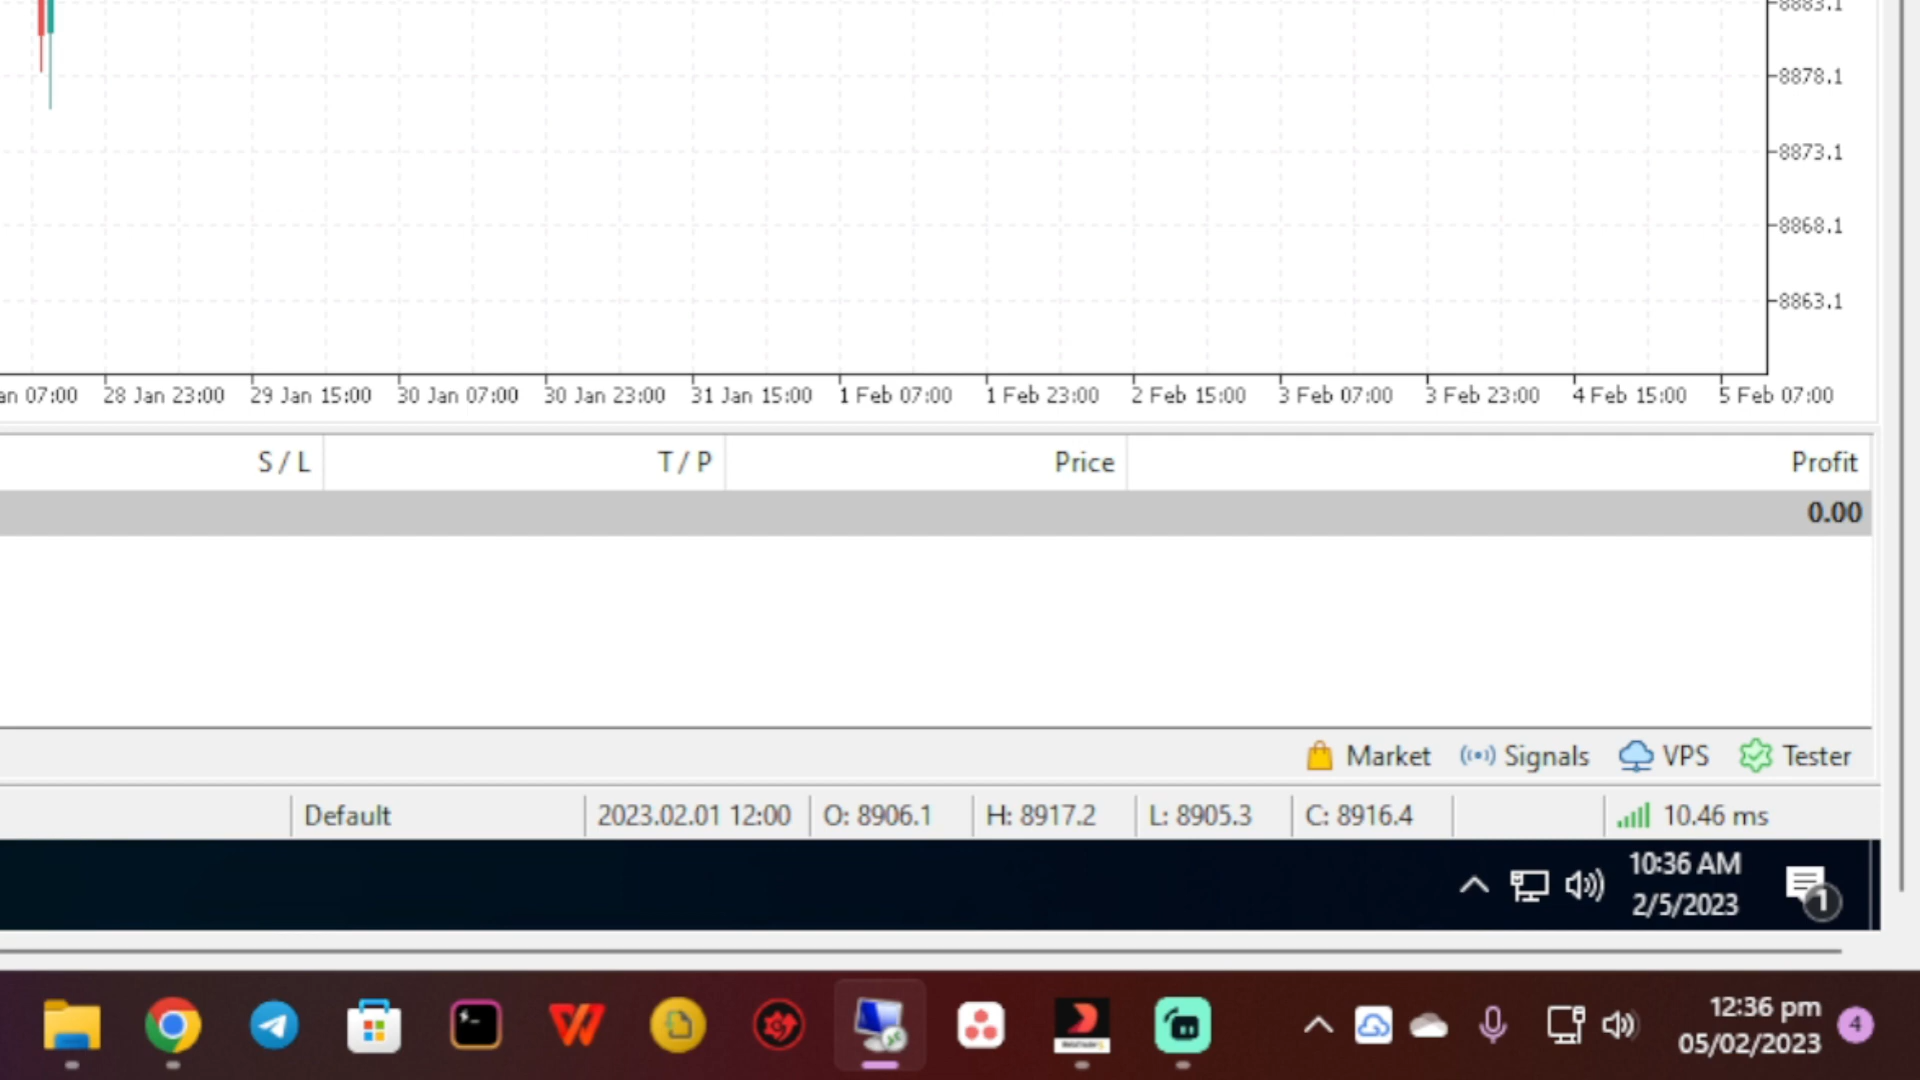 8883.1
8878.1
8873.1
8868.1
8863.1
an 07:00 28 Jan 23:00 29 Jan 15:00 30 Jan 07:00 30 Jan 23:00 31 Jan 15:00 1 Feb 07:00 1 Feb 23:00 2 Feb 15:00 3 Feb 07:00 3 Feb 23:00 4 Feb 15:00 5 Feb 07:00
S / L T / P Price Profit
0.00
Market Signals VPS Tester
Default 2023.02.01 12:00 O: 8906.1 H: 8917.2 L: 8905.3 C: 8916.4 10.46 ms
10:36 AM
2/5/2023
1
12:36 pm
05/02/2023
4